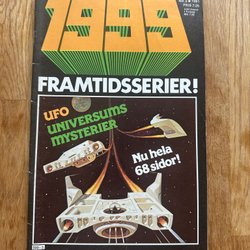 1999
FRAMTIDSSERIER!
UFO
UNIVERSUMS
MYSTERIER
Nu hela
68 sidor!